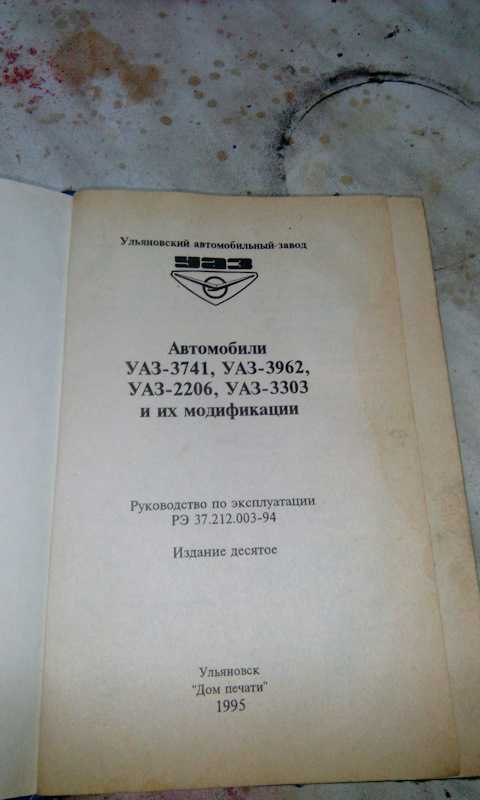 Ульяновский автомобильный завод
УАЗ
Автомобили
УАЗ-3741, УАЗ-3962,
УАЗ-2206, УАЗ-3303
и их модификации
Руководство по эксплуатации
РЭ 37.212.003-94
Издание десятое
Ульяновск
"Дом печати"
1995